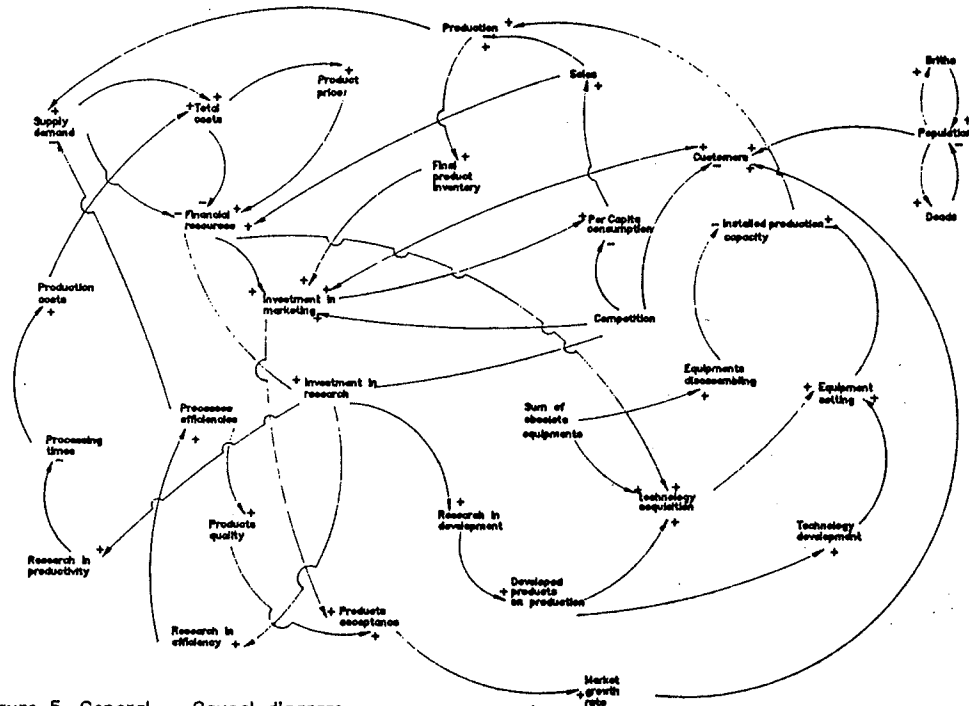 Production
Sales
Product
price
Total
costs
Supply
demand
Births
Population
Deads
Customers
Final
product
inventory
Financial
resources
Per Capita
consumption
Installed production
capacity
Production
costs
Investment in
marketing
Competition
Investment in
research
Equipments
disassembling
Equipment
setting
Processes
efficiencies
Sum of
obsolete
equipments
Processing
times
Technology
acquisition
Products
quality
Research in
development
Technology
development
Research in
productivity
Developed
products
on production
Products
acceptance
Research in
efficiency
Market
growth
rate
gure 5 General Causal diagram